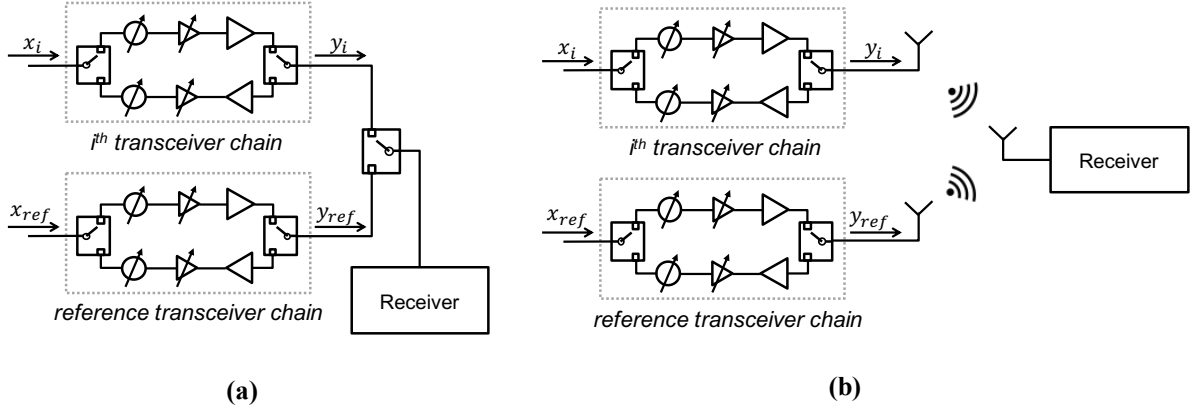 x_i
y_i
i^th transceiver chain
x_ref
y_ref
reference transceiver chain
Receiver
(a)
x_i
y_i
i^th transceiver chain
x_ref
y_ref
reference transceiver chain
Receiver
(b)